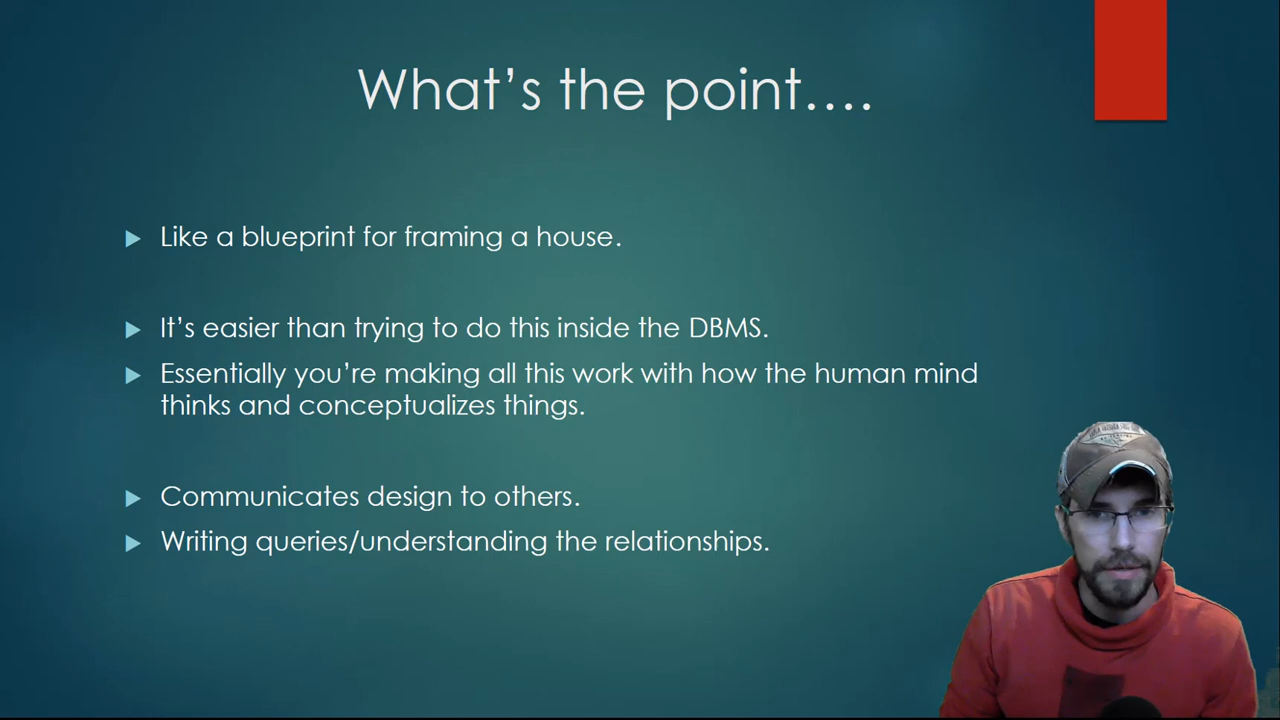 What’s the point....
Like a blueprint for framing a house.
It’s easier than trying to do this inside the DBMS.
Essentially you’re making all this work with how the human mind
thinks and conceptualizes things.
Communicates design to others.
Writing queries/understanding the relationships.